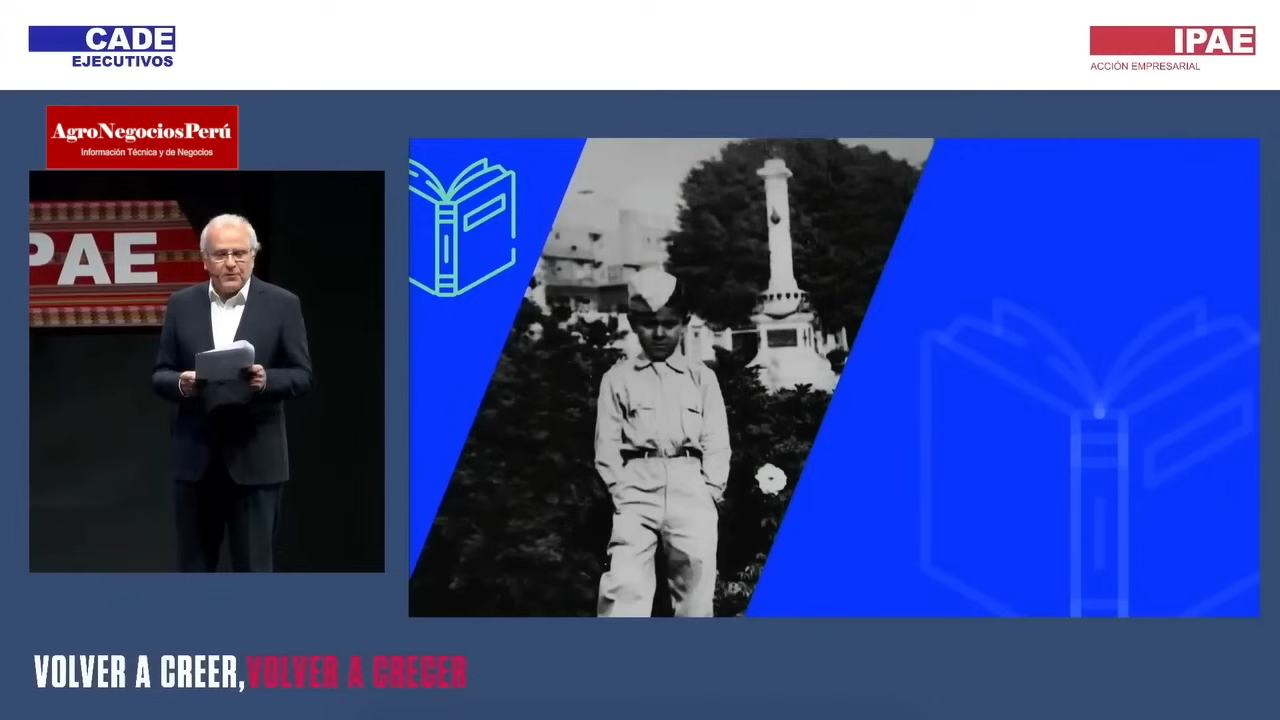 CADE
EJECUTIVOS
IPAE
ACCIÓN EMPRESARIAL
AgroNegociosPerú
Información Técnica y de Negocios
PAE
VOLVER A CREER, VOLVER A CRECER